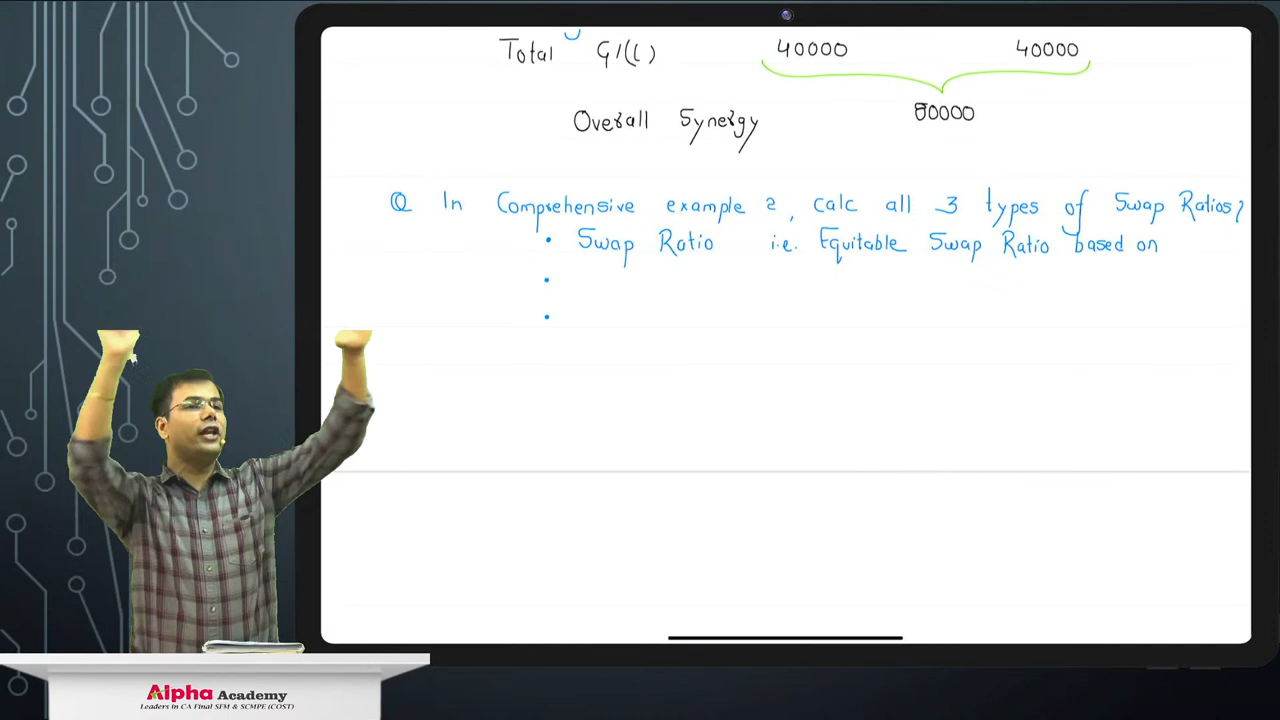 Total G/(L) 40000 40000
Overall Synergy 80000
Q In Comprehensive example 2, calc all 3 types of Swap Ratios?
• Swap Ratio i.e. Equitable Swap Ratio based on
•
•
Alpha Academy
Leaders in CA Final SFM & SCMPE (COST)